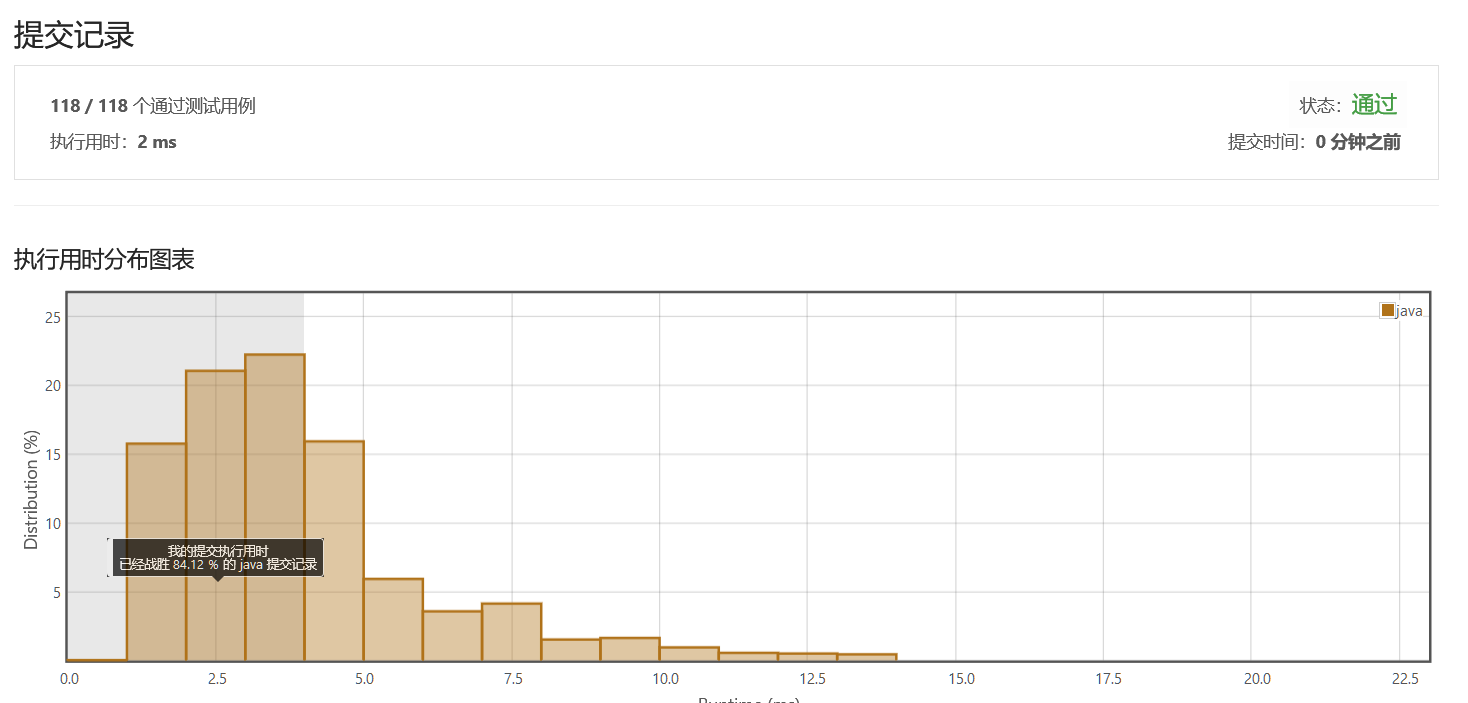 提交记录
118 / 118 个通过测试用例
状态：通过
执行用时：2 ms
提交时间：0 分钟之前
执行用时分布图表
java
25
20
15
10
5
Distribution (%)
我的提交执行用时
已经战胜 84.12 % 的 java 提交记录
0.0 2.5 5.0 7.5 10.0 12.5 15.0 17.5 20.0 22.5
Runtime (ms)